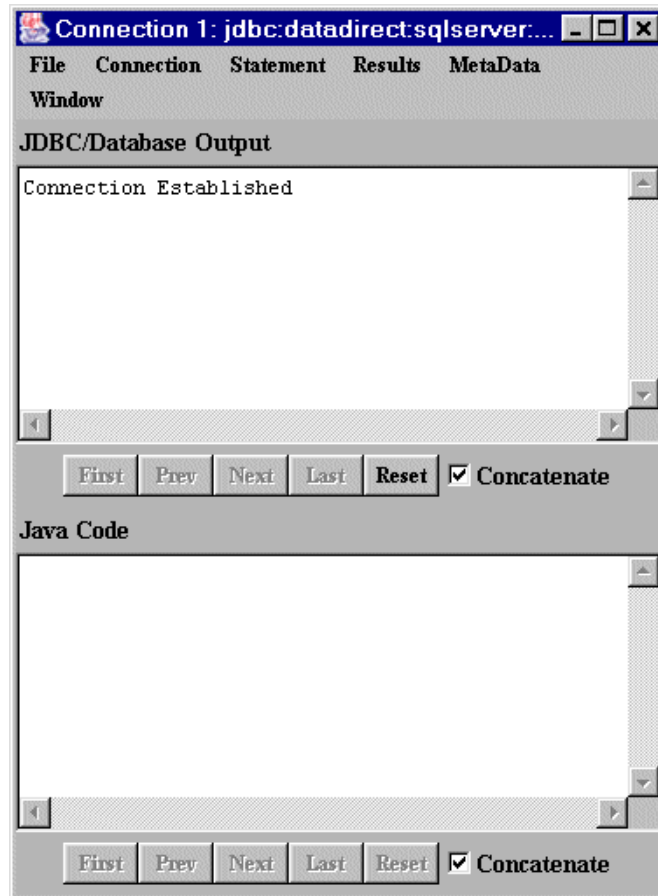 Connection 1: jdbc:datadirect:sqlserver:...
File Connection Statement Results MetaData
Window
JDBC/Database Output
Connection Established
First Prev Next Last Reset Concatenate
Java Code
First Prev Next Last Reset Concatenate